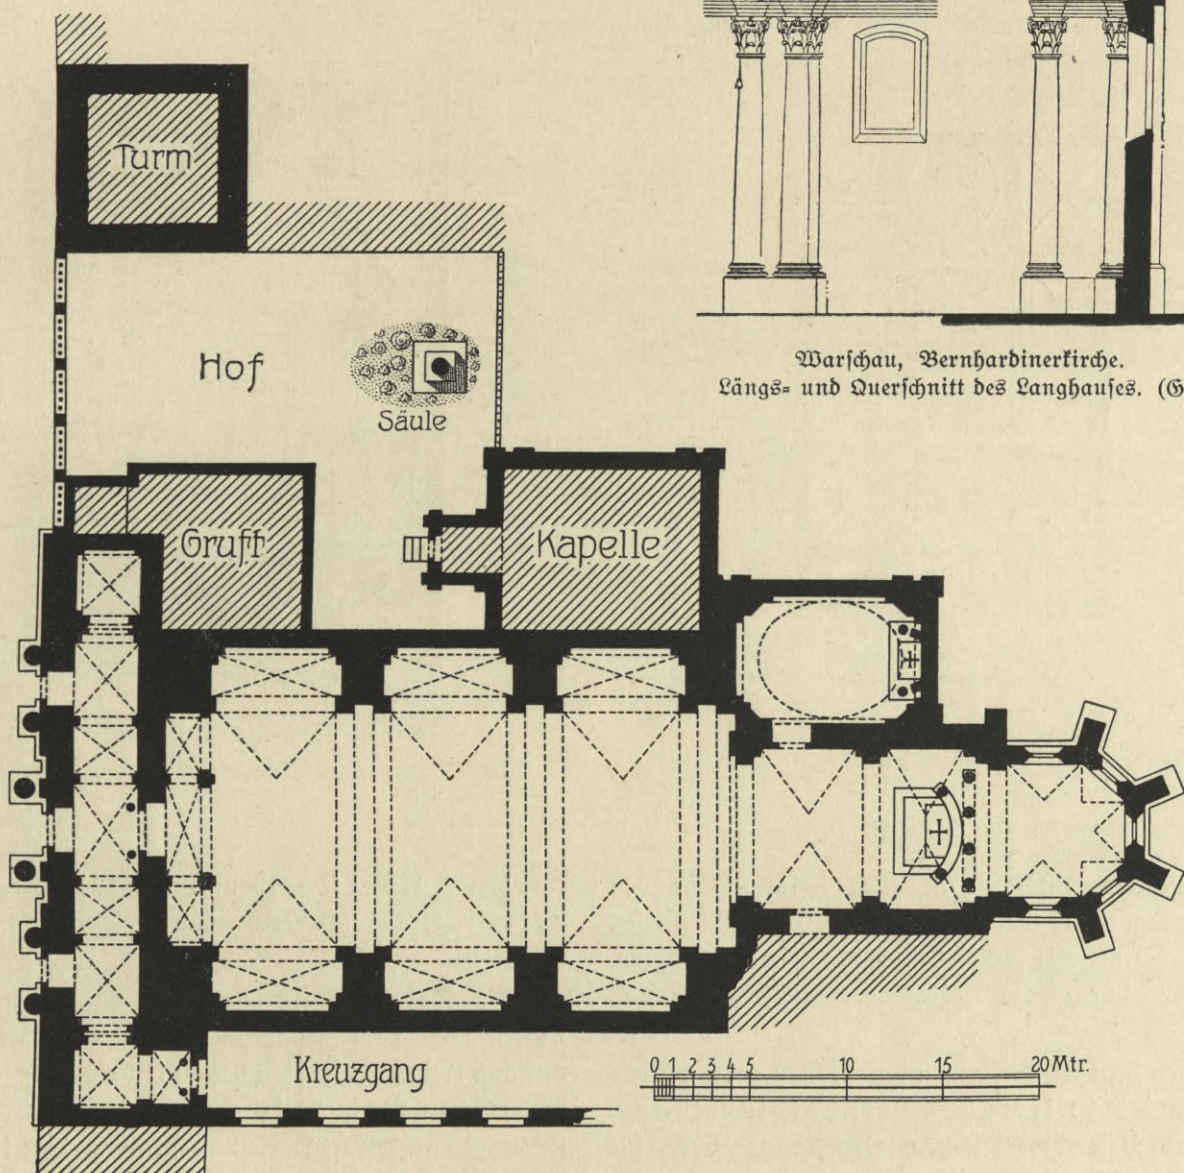 Turm
Warschau, Bernhardinerkirche.
Längs- und Querschnitt des Langhauses. (G
Hof
Säule
Gruft
Kapelle
Kreuzgang
0 1 2 3 4 5 10 15 20 Mtr.